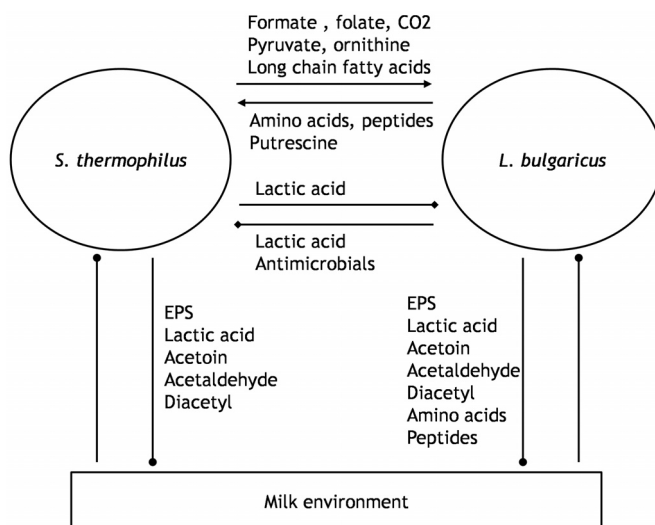 Formate , folate, CO2
Pyruvate, ornithine
Long chain fatty acids
Amino acids, peptides
Putrescine
S. thermophilus
L. bulgaricus
Lactic acid
Lactic acid
Antimicrobials
EPS
Lactic acid
Acetoin
Acetaldehyde
Diacetyl
EPS
Lactic acid
Acetoin
Acetaldehyde
Diacetyl
Amino acids
Peptides
Milk environment